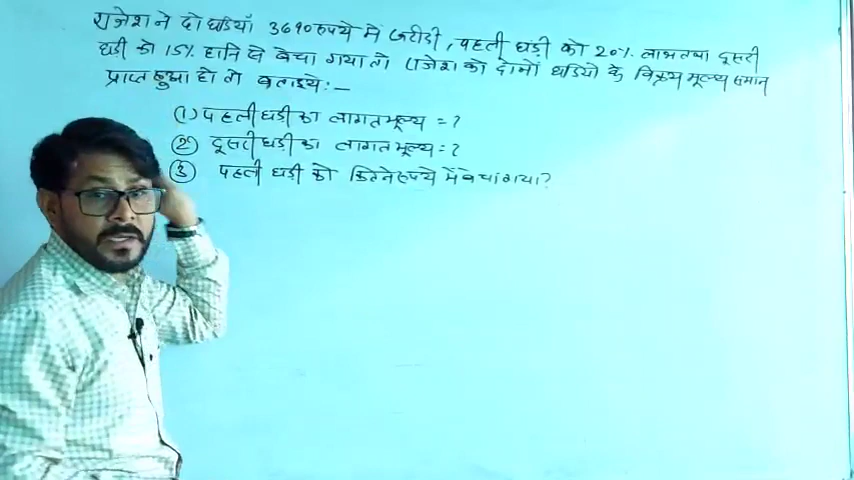 राजेश ने दो घडियाँ 3690 रुपये में खरीदी, पहली घडी को 20% लाभ तथा दूसरी
घडी को 15% हानि से बेचा गया तो राजेश को दोनों घडियो के विक्रय मूल्य समान
प्राप्त हुआ हो तो बताइये:-
(1) पहली घडी का लागत मूल्य = ?
(2) दूसरी घडी का लागत मूल्य = ?
(3) पहली घडी को कितने रुपये में बेचा गया?